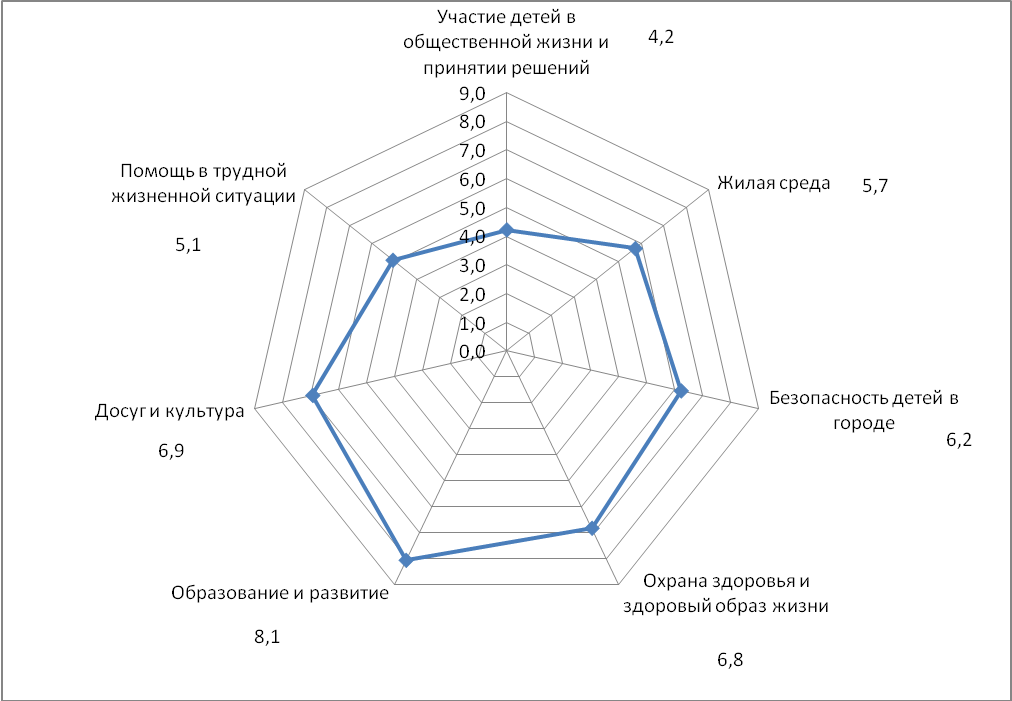 Участие детей в
общественной жизни и
принятии решений
4,2
9,0
8,0
7,0
6,0
5,0
4,0
3,0
2,0
1,0
0,0
Жилая среда
5,7
Безопасность детей в
городе
6,2
Охрана здоровья и
здоровый образ жизни
6,8
Образование и развитие
8,1
Досуг и культура
6,9
Помощь в трудной
жизненной ситуации
5,1